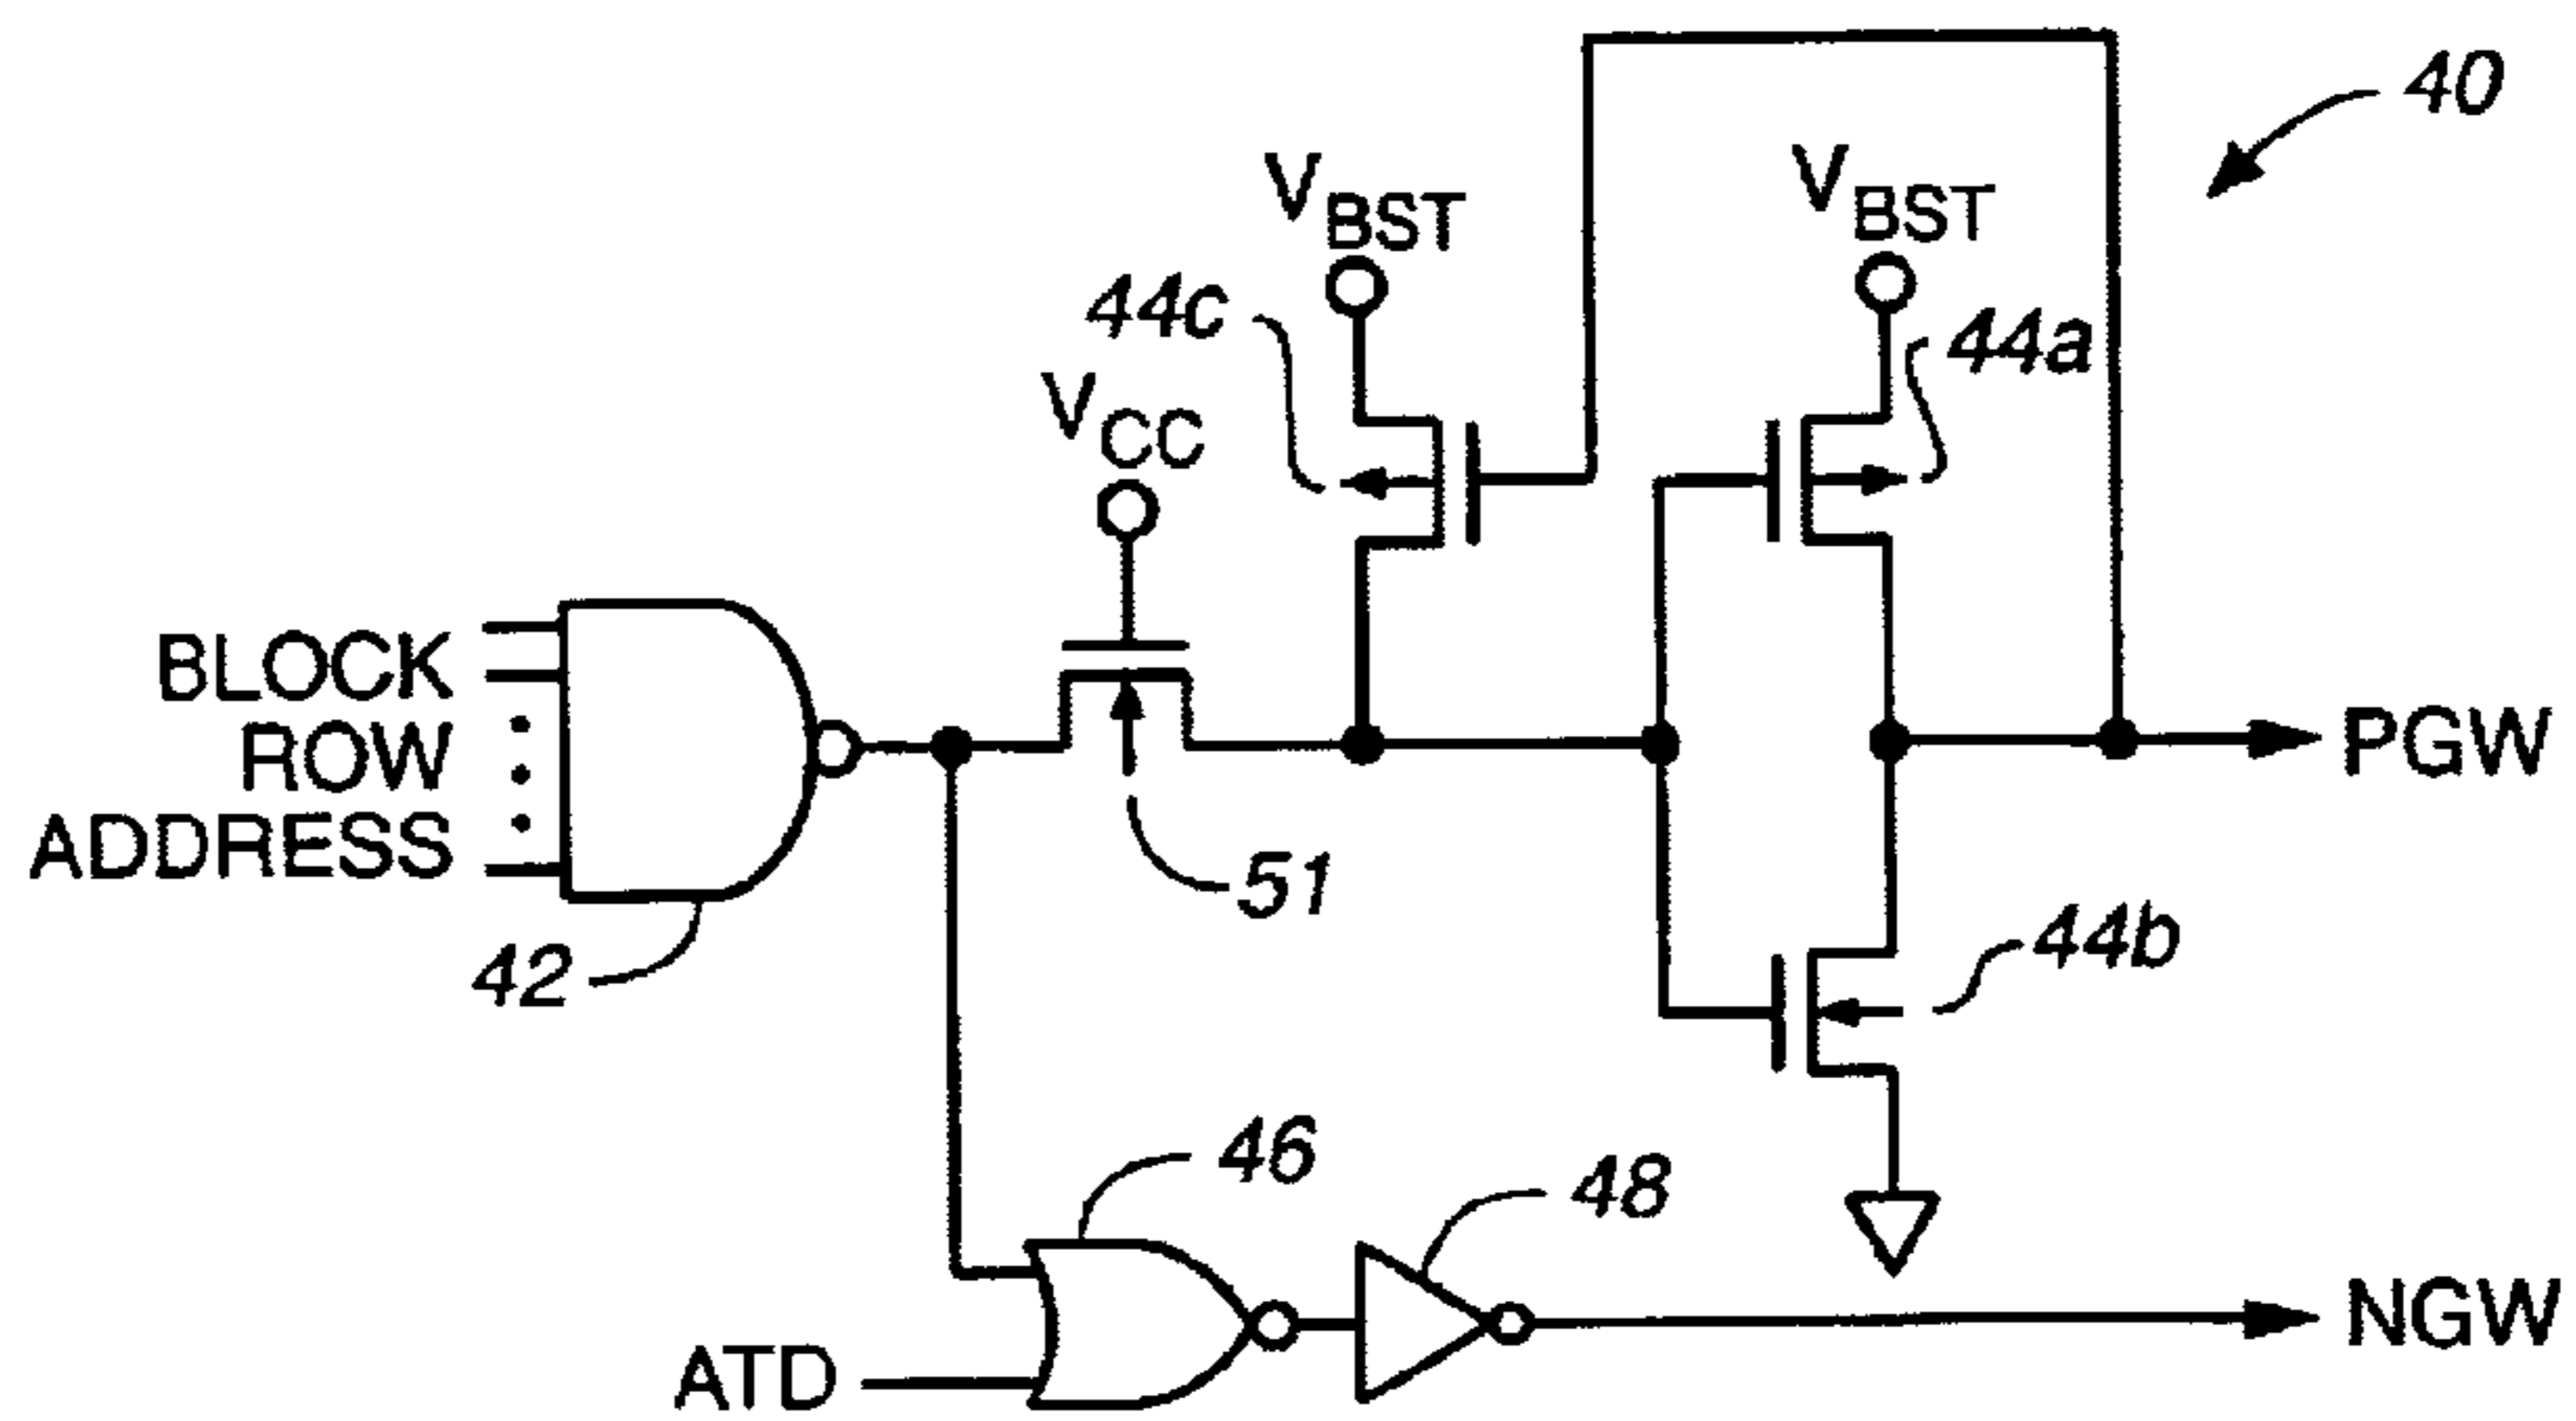 40
VBST
VBST
44c
44a
VCC
BLOCK
ROW
ADDRESS
PGW
51
42
44b
46
48
NGW
ATD